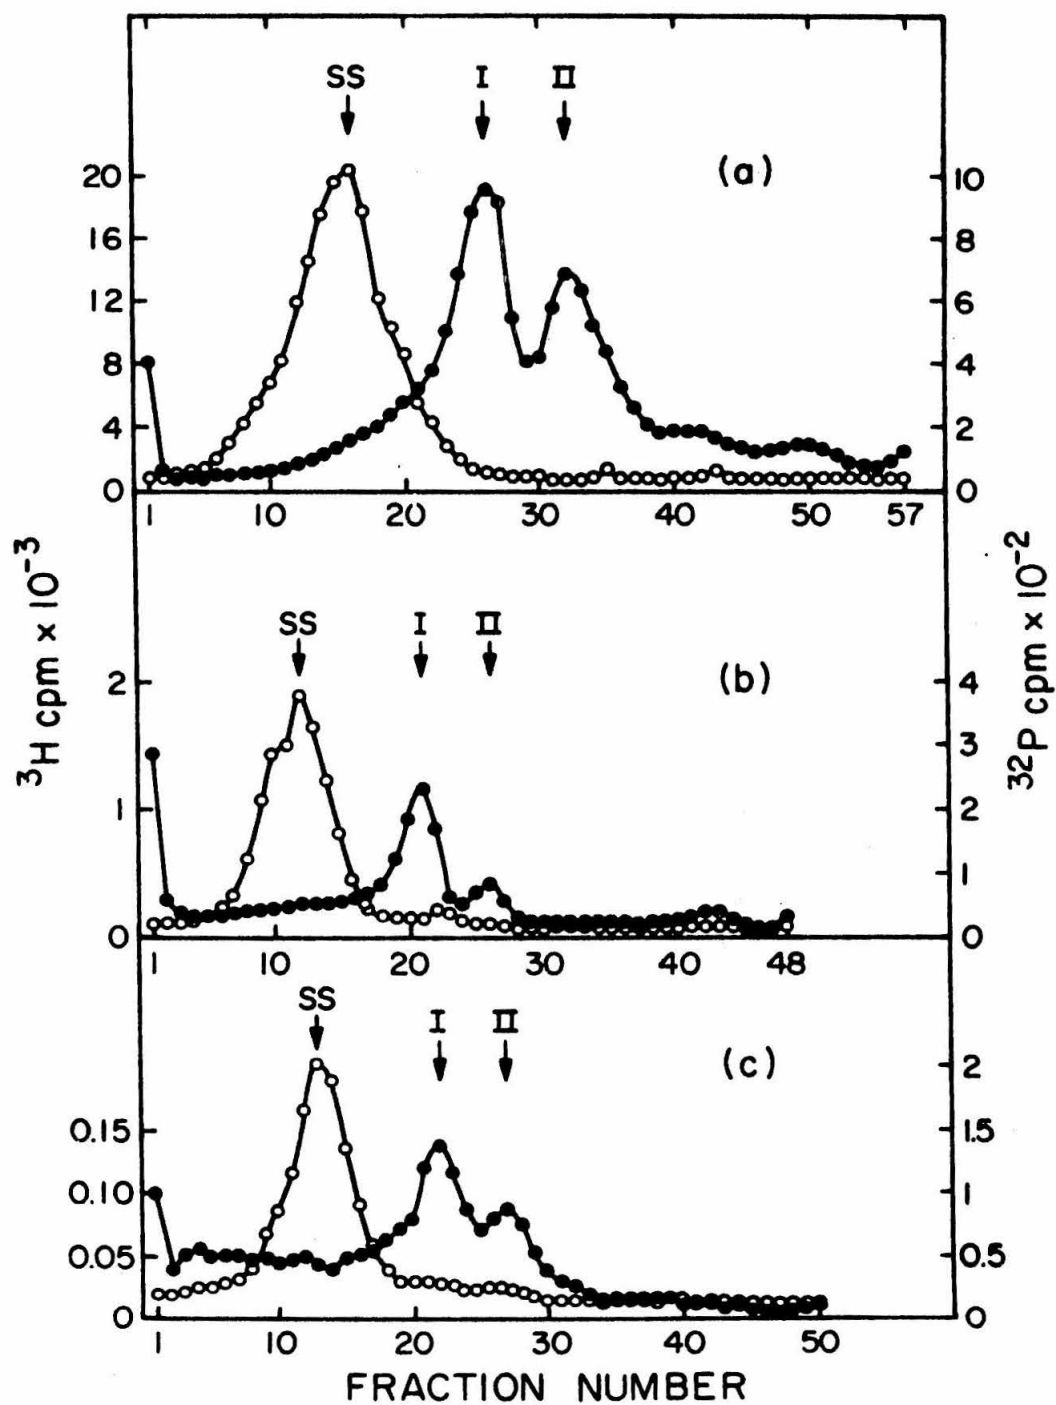 SS I II
(a)
20 10
16 8
12 6
8 4
4 2
0 0
1 10 20 30 40 50 57
³H cpm x 10⁻³
³²P cpm x 10⁻²
SS I II
(b)
2 4
3
1 2
1
0 0
1 10 20 30 40 48
SS
I II
(c)
2
0.15 1.5
0.10 1
0.05 0.5
0 0
1 10 20 30 40 50
FRACTION NUMBER